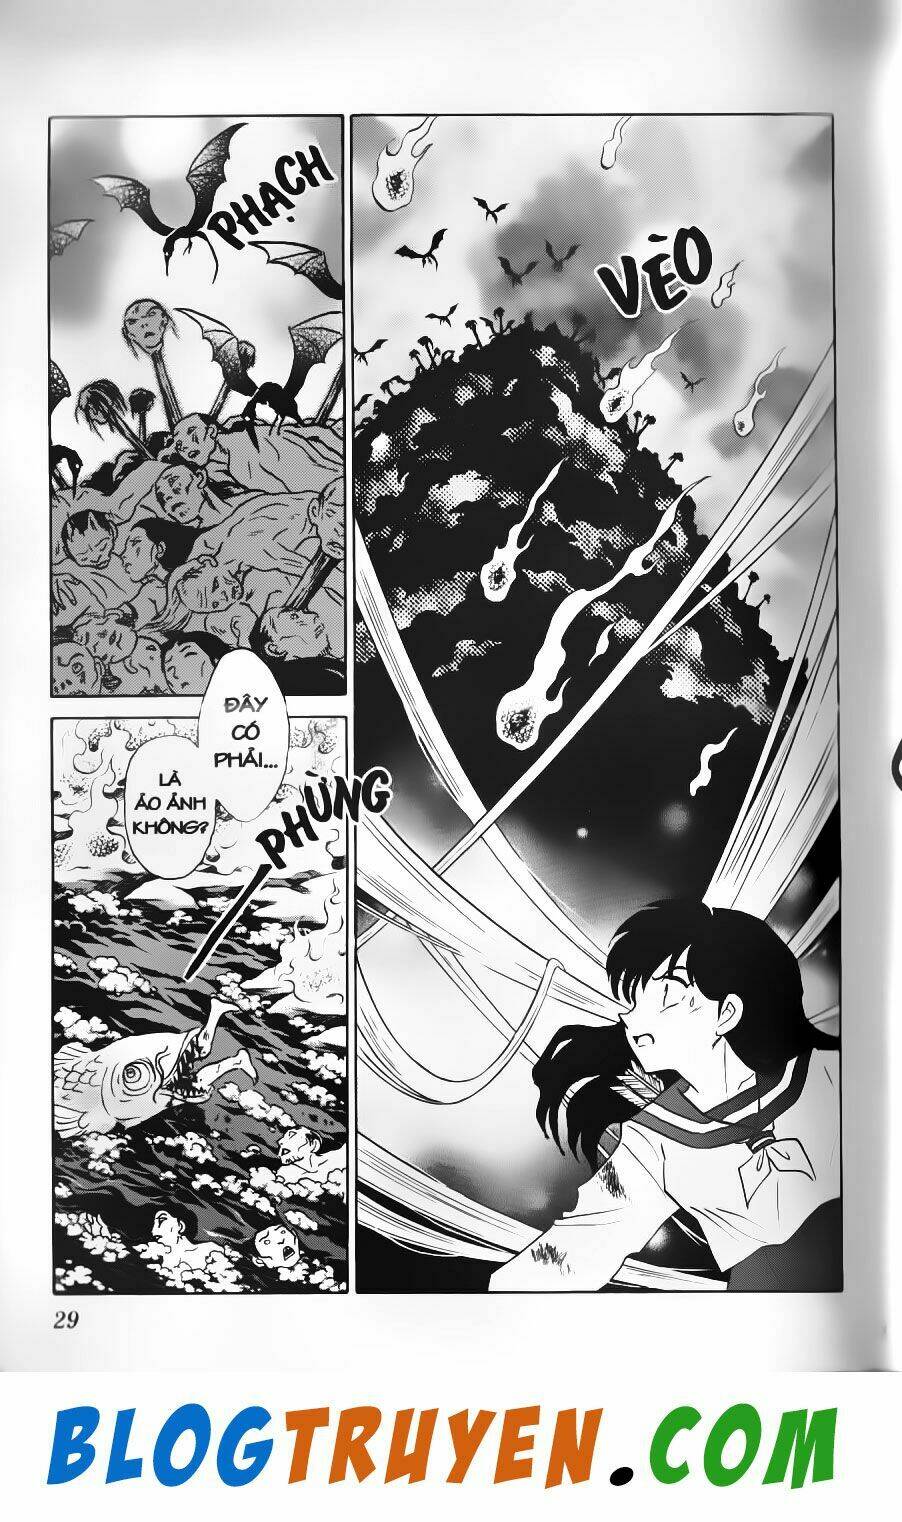 VÈO
PHẠCH
ĐÂY
CÓ
PHẢI...
LÀ
ẢO ẢNH
KHÔNG?
PHÙNG
29
BLOGTRUYEN.COM